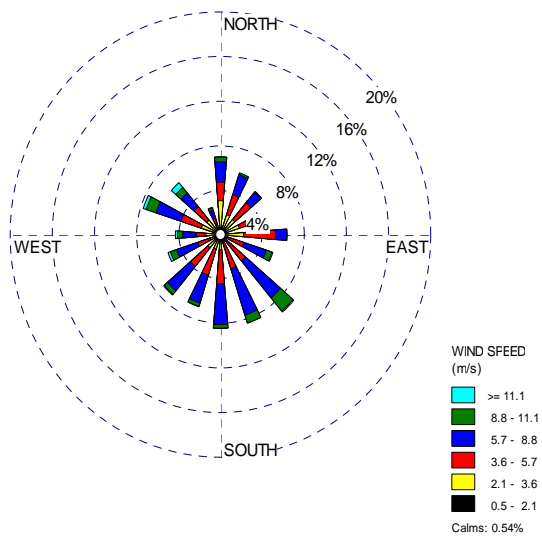 NORTH
20%
16%
12%
8%
4%
WEST
EAST
SOUTH
WIND SPEED
(m/s)
>= 11.1
8.8 - 11.1
5.7 - 8.8
3.6 - 5.7
2.1 - 3.6
0.5 - 2.1
Calms: 0.54%